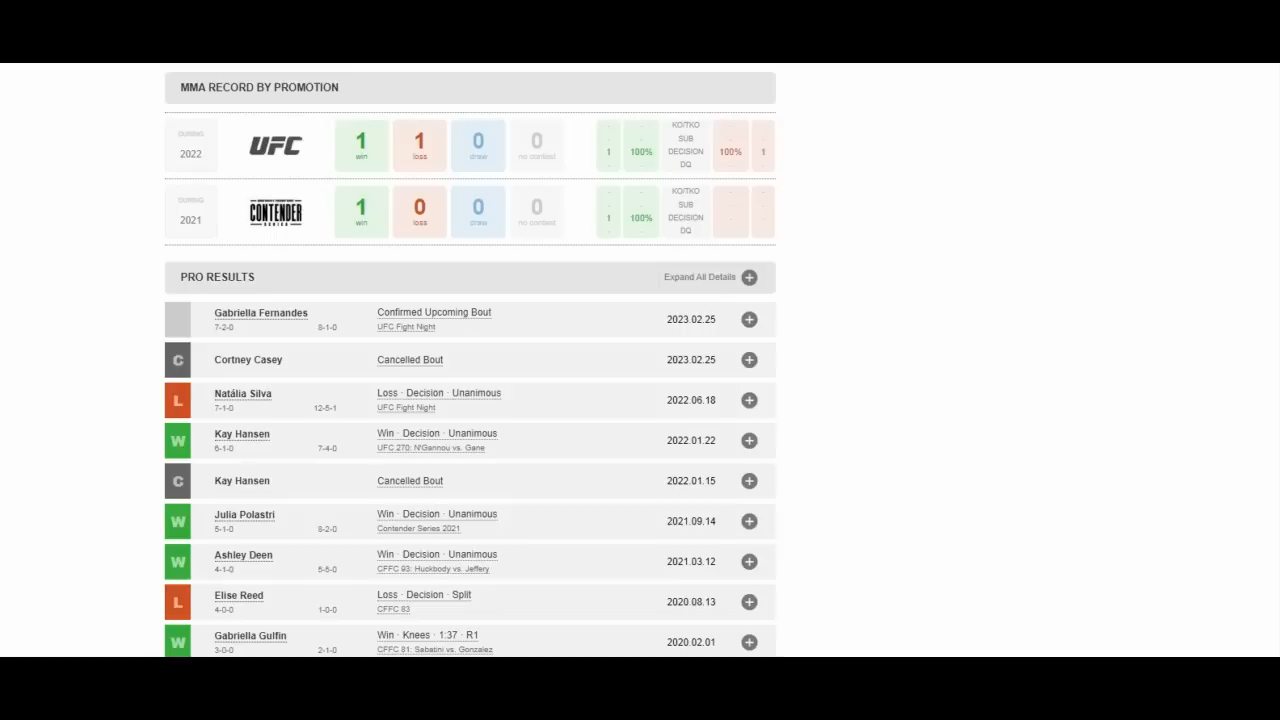 MMA RECORD BY PROMOTION
DURING
2022
UFC
1
win
1
loss
0
draw
0
no contest
- - KO/TKO - -
- - SUB - -
1 100% DECISION 100% 1
- - DQ - -
DURING
2021
CONTENDER
SERIES
1
win
0
loss
0
draw
0
no contest
- - KO/TKO - -
- - SUB - -
1 100% DECISION - -
- - DQ - -
PRO RESULTS Expand All Details
Gabriella Fernandes Confirmed Upcoming Bout 2023.02.25
7-2-0 8-1-0 UFC Fight Night
C Cortney Casey Cancelled Bout 2023.02.25
L Natália Silva Loss · Decision · Unanimous 2022.06.18
7-1-0 12-5-1 UFC Fight Night
W Kay Hansen Win · Decision · Unanimous 2022.01.22
6-1-0 7-4-0 UFC 270: N'Gannou vs. Gane
C Kay Hansen Cancelled Bout 2022.01.15
W Julia Polastri Win · Decision · Unanimous 2021.09.14
5-1-0 8-2-0 Contender Series 2021
W Ashley Deen Win · Decision · Unanimous 2021.03.12
4-1-0 5-5-0 CFFC 93: Huckbody vs. Jeffery
L Elise Reed Loss · Decision · Split 2020.08.13
4-0-0 1-0-0 CFFC 83
W Gabriella Gulfin Win · Knees · 1:37 · R1 2020.02.01
3-0-0 2-1-0 CFFC 81: Sabatini vs. Gonzalez